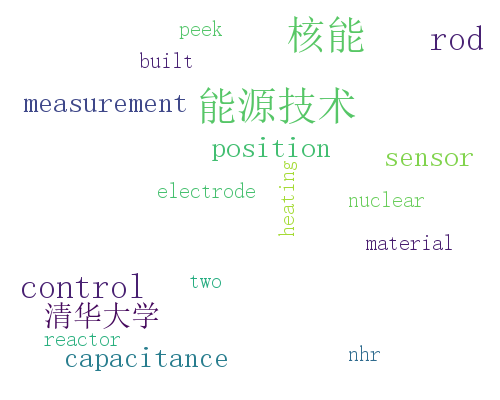 peek
核能
rod
built
measurement
能源技术
position
sensor
heating
electrode
nuclear
material
control
two
清华大学
reactor
capacitance
nhr